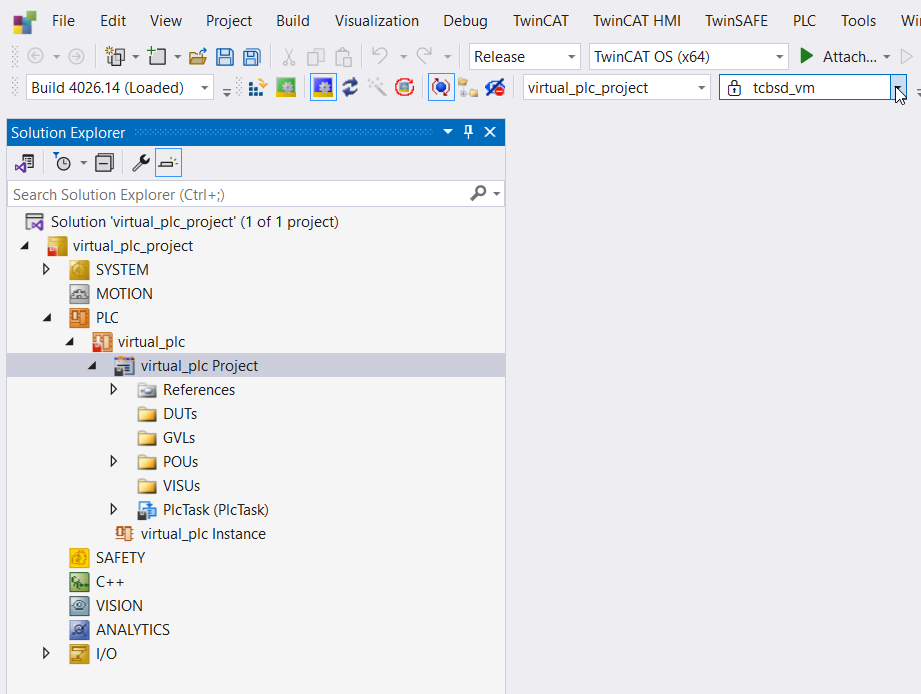 File Edit View Project Build Visualization Debug TwinCAT TwinCAT HMI TwinSAFE PLC Tools
Release TwinCAT OS (x64) Attach...
Build 4026.14 (Loaded) virtual_plc_project tcbsd_vm
Solution Explorer
Search Solution Explorer (Ctrl+;)
Solution 'virtual_plc_project' (1 of 1 project)
virtual_plc_project
SYSTEM
MOTION
PLC
virtual_plc
virtual_plc Project
References
DUTs
GVLs
POUs
VISUs
PlcTask (PlcTask)
virtual_plc Instance
SAFETY
C++
VISION
ANALYTICS
I/O